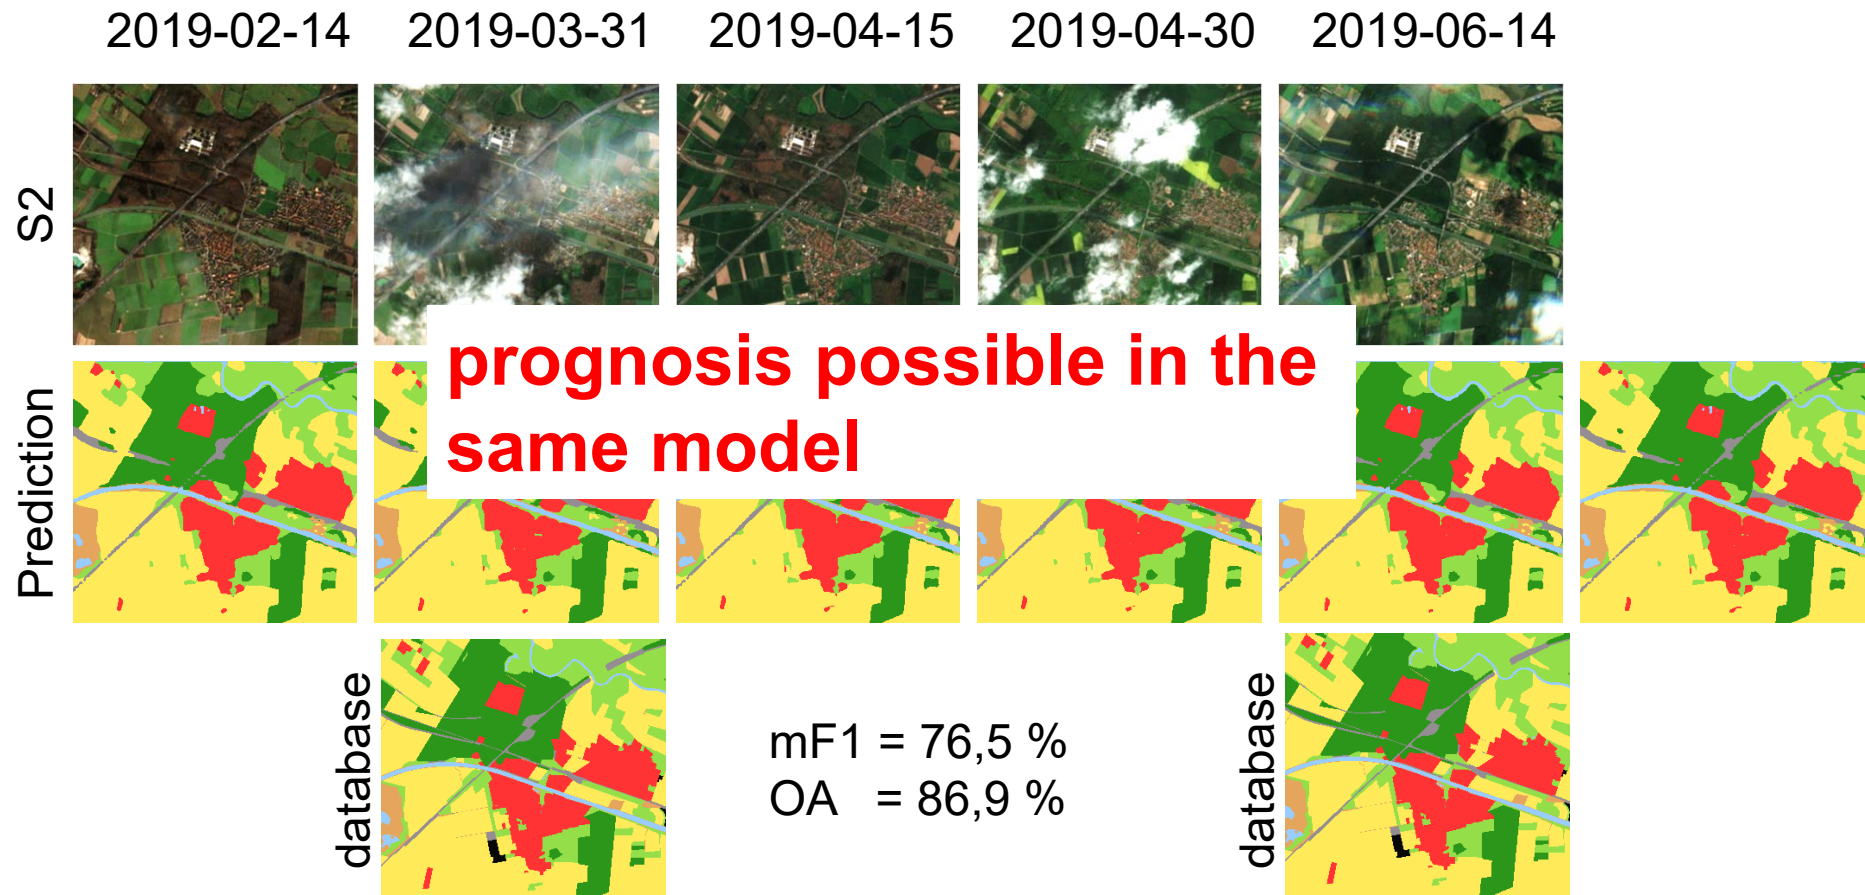 2019-02-14 2019-03-31 2019-04-15 2019-04-30 2019-06-14
S2
prognosis possible in the
same model
Prediction
database
mF1 = 76,5 %
OA = 86,9 %
database